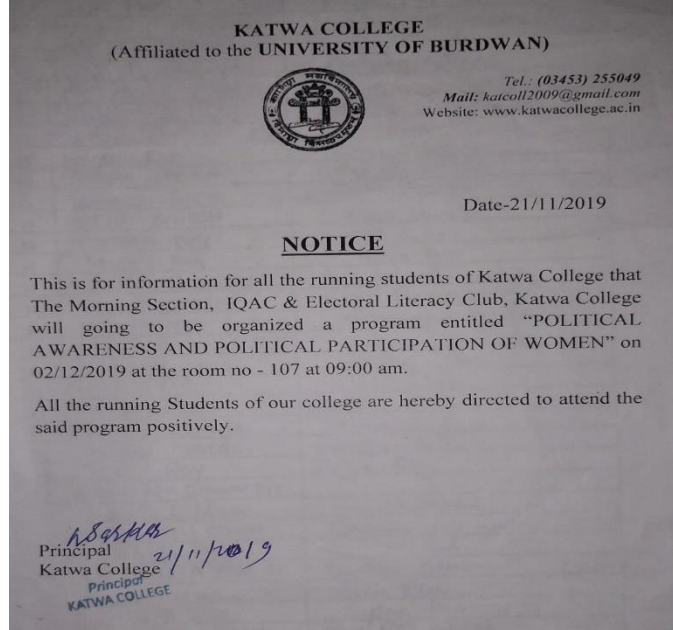 KATWA COLLEGE
(Affiliated to the UNIVERSITY OF BURDWAN)
Tel.: (03453) 255049
Mail: katcoll2009@gmail.com
Website: www.katwacollege.ac.in
Date-21/11/2019
NOTICE
This is for information for all the running students of Katwa College that
The Morning Section, IQAC & Electoral Literacy Club, Katwa College
will going to be organized a program entitled “POLITICAL
AWARENESS AND POLITICAL PARTICIPATION OF WOMEN” on
02/12/2019 at the room no - 107 at 09:00 am.
All the running Students of our college are hereby directed to attend the
said program positively.
Principal
Katwa College 21/11/2019
Principal
KATWA COLLEGE